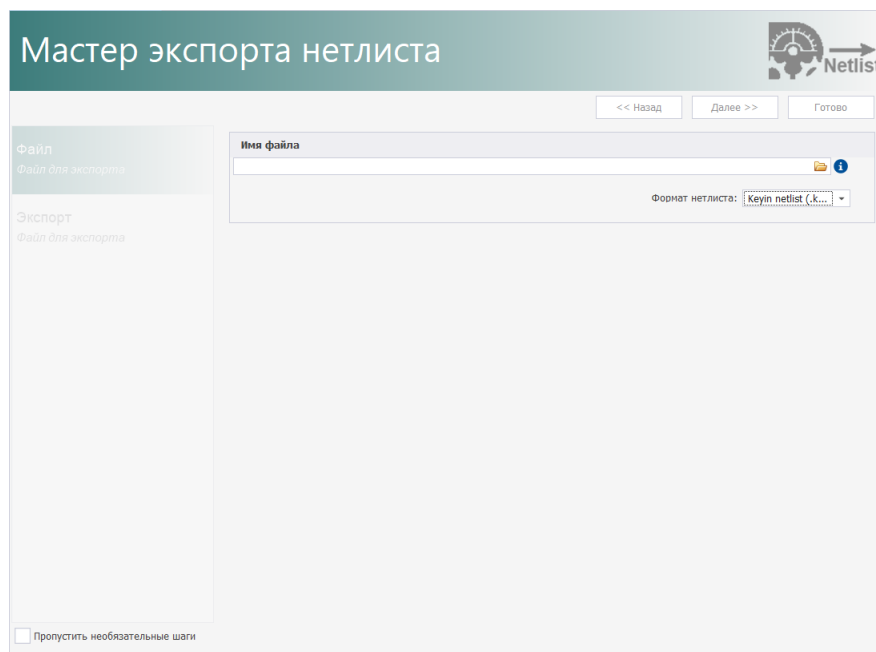 Мастер экспорта нетлиста
Netlist
<< Назад
Далее >>
Готово
Файл
Файл для экспорта
Экспорт
Файл для экспорта
Имя файла
Формат нетлиста: Keyin netlist (.k...
Пропустить необязательные шаги